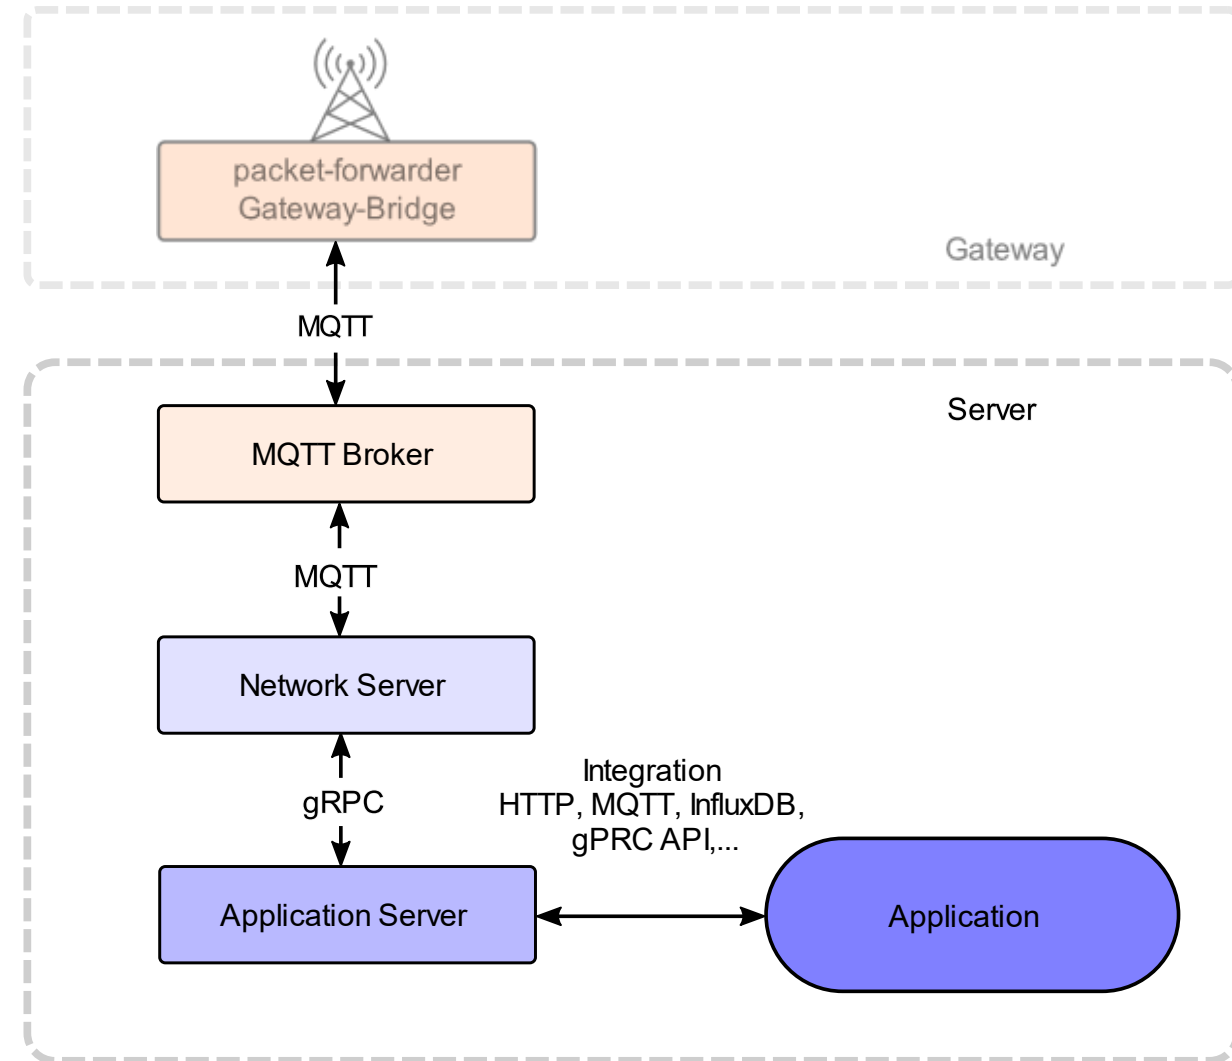 packet-forwarder
Gateway-Bridge
Gateway
MQTT
Server
MQTT Broker
MQTT
Network Server
Integration
HTTP, MQTT, InfluxDB,
gPRC API,...
gRPC
Application Server
Application